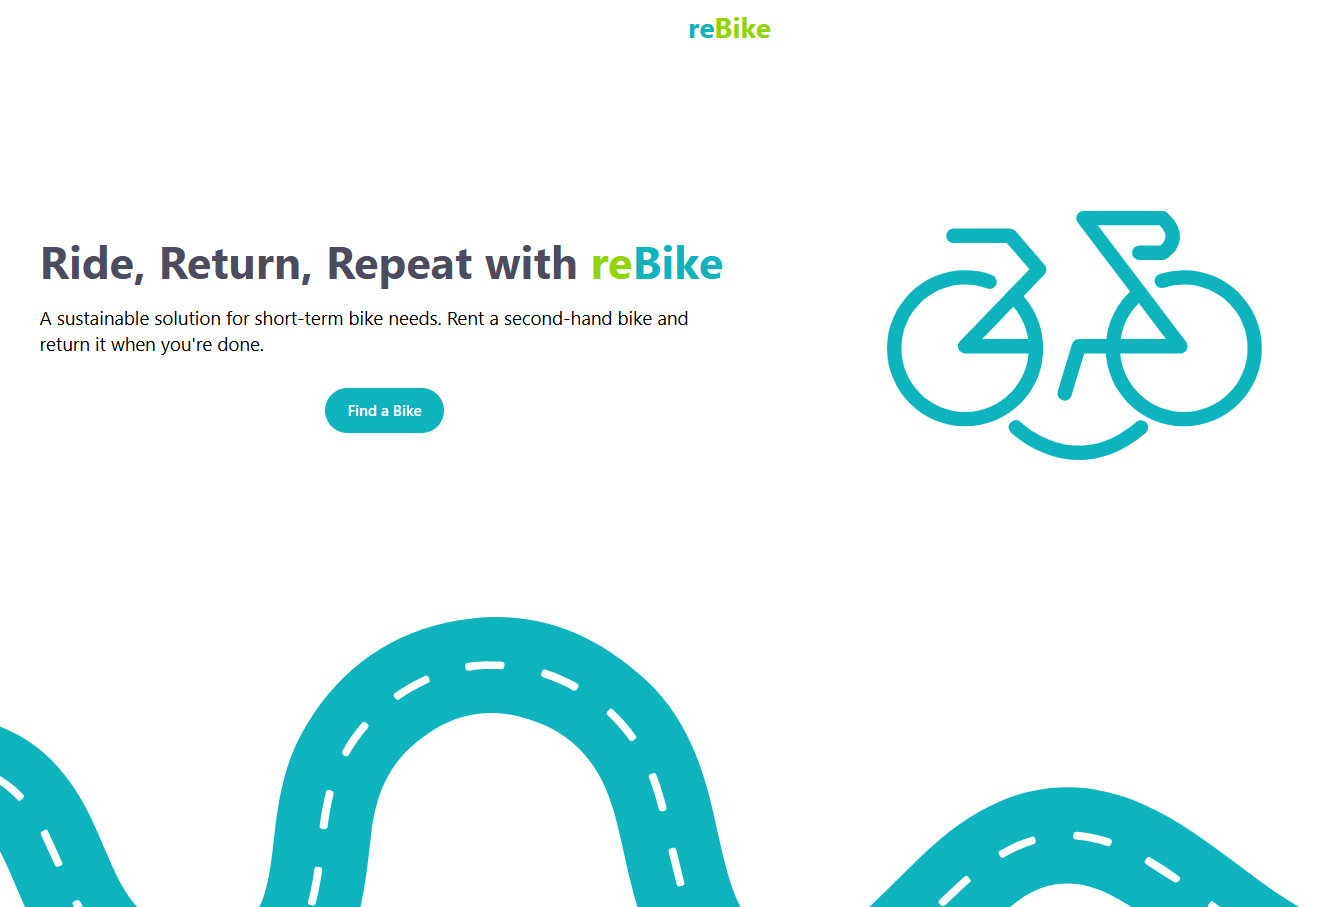 reBike
Ride, Return, Repeat with reBike
A sustainable solution for short-term bike needs. Rent a second-hand bike and
return it when you're done.
Find a Bike